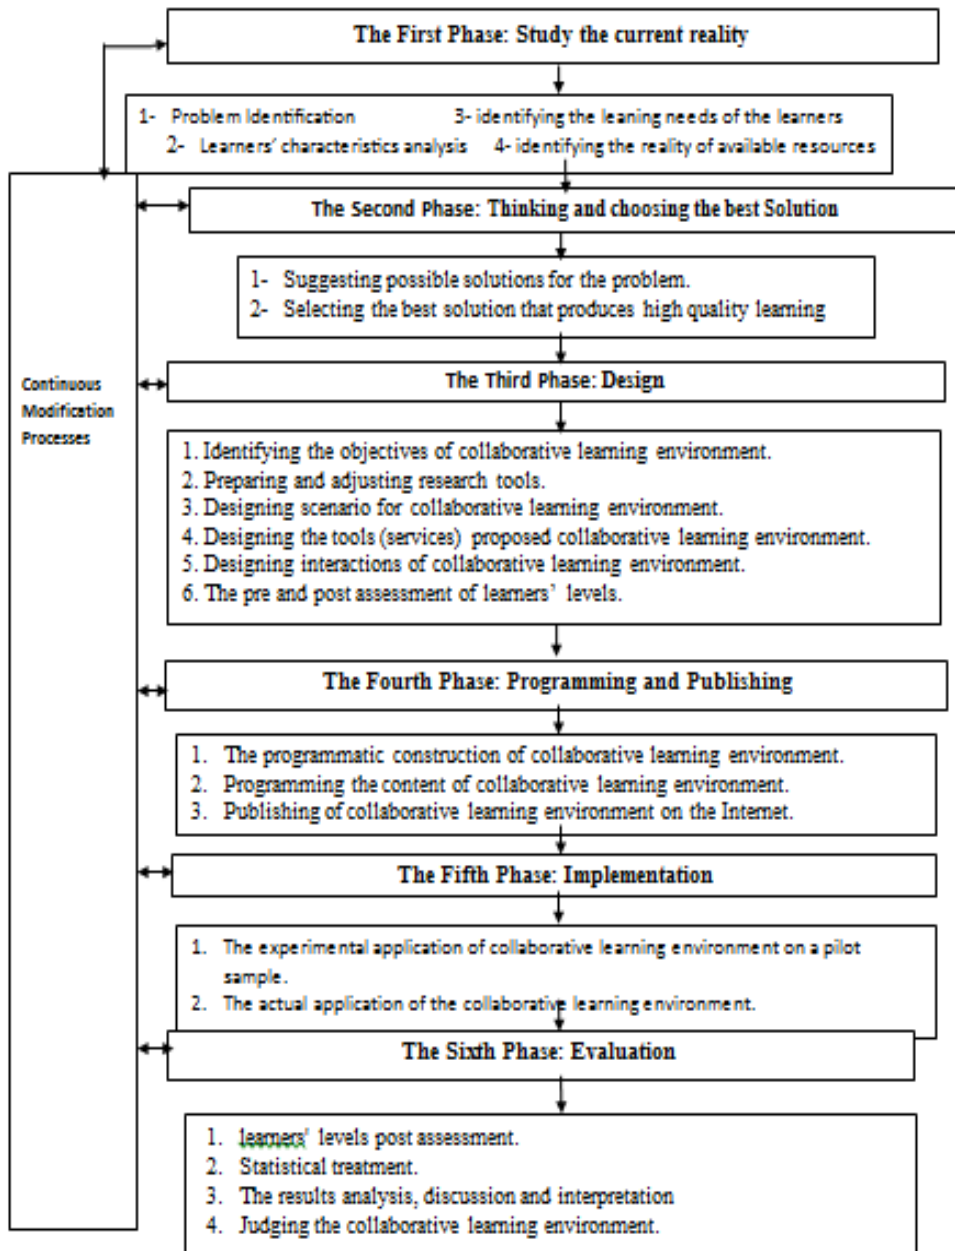 The First Phase: Study the current reality
1- Problem Identification 3- identifying the leaning needs of the learners
2- Learners' characteristics analysis 4- identifying the reality of available resources
The Second Phase: Thinking and choosing the best Solution
1- Suggesting possible solutions for the problem.
2- Selecting the best solution that produces high quality learning
The Third Phase: Design
Continuous
Modification
Processes
1. Identifying the objectives of collaborative learning environment.
2. Preparing and adjusting research tools.
3. Designing scenario for collaborative learning environment.
4. Designing the tools (services) proposed collaborative learning environment.
5. Designing interactions of collaborative learning environment.
6. The pre and post assessment of learners' levels.
The Fourth Phase: Programming and Publishing
1. The programmatic construction of collaborative learning environment.
2. Programming the content of collaborative learning environment.
3. Publishing of collaborative learning environment on the Internet.
The Fifth Phase: Implementation
1. The experimental application of collaborative learning environment on a pilot
sample.
2. The actual application of the collaborative learning environment.
The Sixth Phase: Evaluation
1. learners' levels post assessment.
2. Statistical treatment.
3. The results analysis, discussion and interpretation
4. Judging the collaborative learning environment.